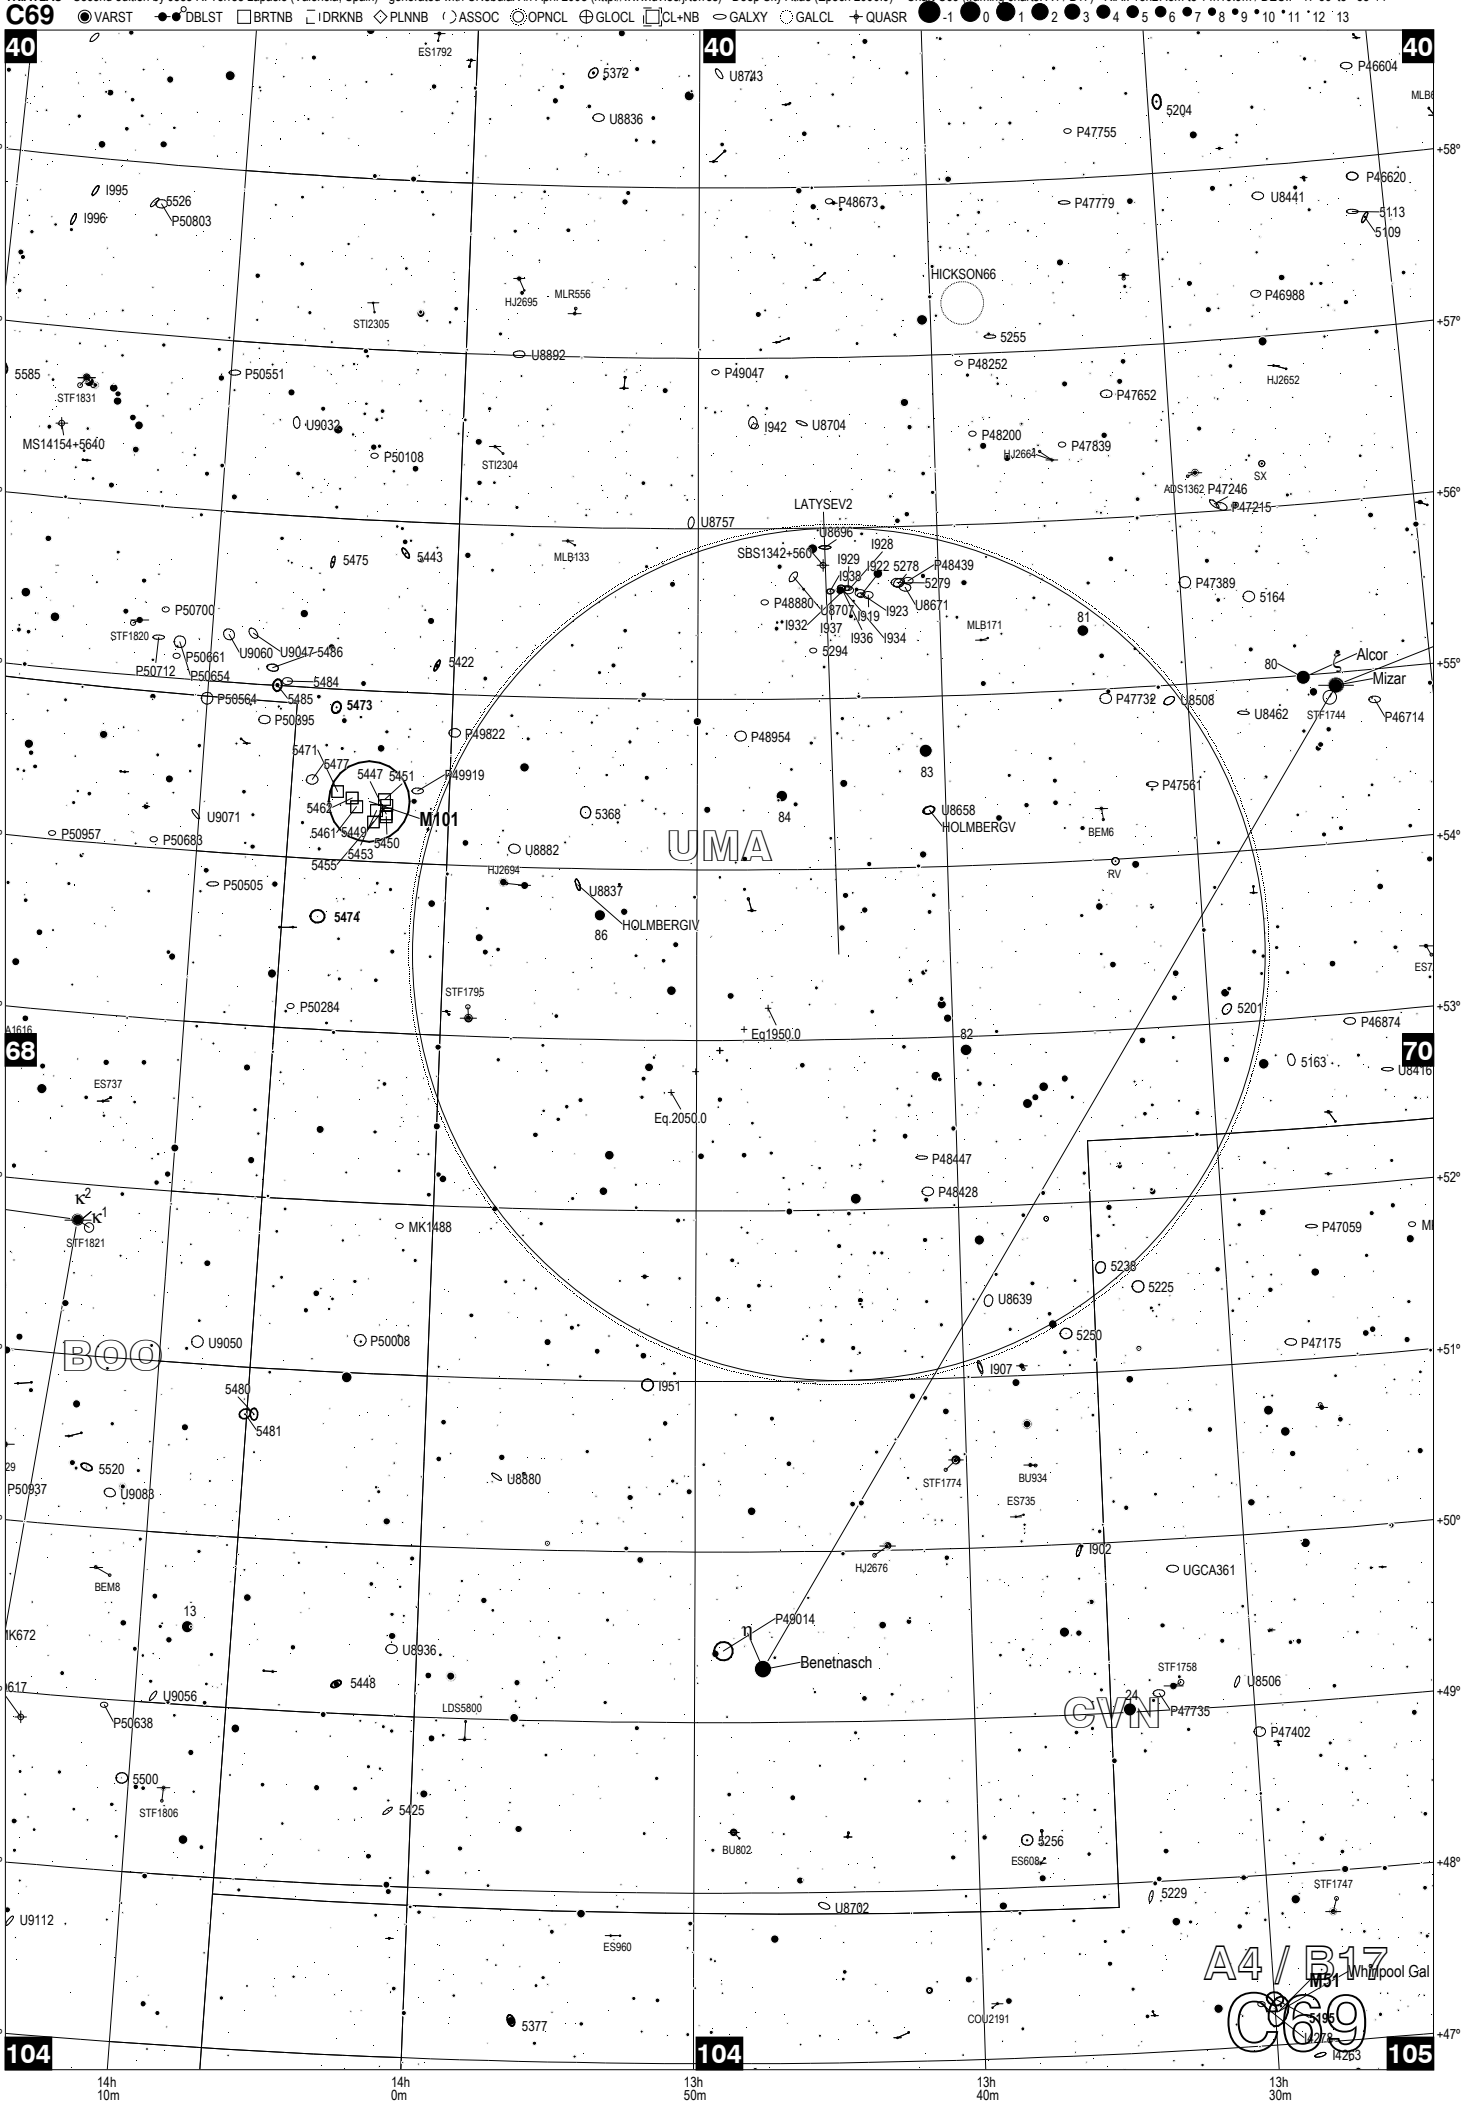 C69 VARST DBLST BRTNB DRKNB PLNNB ASSOC OPNCL GLOCL CL+NB GALXY GALCL QUASR -1 0 1 2 3 4 5 6 7 8 9 10 11 12 13
40 40 40
ES1792 5372 U8743 P46604
5204 MLB6
U8836 P47755
+58°
I995 5526 P46620
I996 P50803 P48673 P47779 U8441 5113
5109
HICKSON66
HJ2695 MLR556 P46988
STI2305 +57°
5255
U8892
5585 P50551 P49047 P48252
STF1831 HJ2652
P47652
U9032 I942 U8704
MS14154+5640 P50108 P48200 P47839
STI2304 HJ2664
SX
ADS1362 P47246 +56°
LATYSEV2 P47215
U8757
U8696
SBS1342+560 I928
5475 5443 MLB133 I929 I922 5278 P48439
I938 5279 P47389
P50700 P48880 U8707 I919 I923 U8671 5164
STF1820 I932 I937 I936 I934 MLB171 81
P50661 U9060 U9047 5486 5294 +55°
P50712 P50654 5422 80 ζ Alcor
5484 Mizar
P50564 5485 5473 P47732 U8508
P50395 U8462 STF1744 P46714
P49822 P48954
5471 83
5477 5447 5451 P49919 P47561
5462 M101 5368 84 U8658
U9071 5461 5449 HOLMBERGV BEM6 +54°
P50957 P50683 5450 UMA
5455 5453 U8882
HJ2694 RV
P50505 U8837
5474 HOLMBERGIV
86
ES7
STF1795 +53°
P50284 5201
A1616 Eq1950.0 P46874
68 82 70
5163 U8416
ES737
Eq.2050.0
P48447 +52°
κ2 P48428
κ1 MK1488 P47059 MI
STF1821
5238
5225
U8639
BOO U9050 P50008 5250 P47175 +51°
I907
5480 I951
5481
29 5520
P50937 U9083 U8880 STF1774 BU934
ES735 +50°
I902
HJ2676 UGCA361
BEM8
13 P49014
IK672 U8936 η
Benetnasch STF1758
5448 U8506 +49°
617 U9056
P50638 LDS5800 CVN 24 P47735
P47402
5500
STF1806 5425
BU802 5256
ES608 +48°
STF1747
5229
U9112 U8702
ES960
A4 / B17
M51 Whirlpool Gal
5377 COU2191 C69 5195
I4278 +47°
104 104 I4263 105
14h 14h 13h 13h 13h
10m 0m 50m 40m 30m